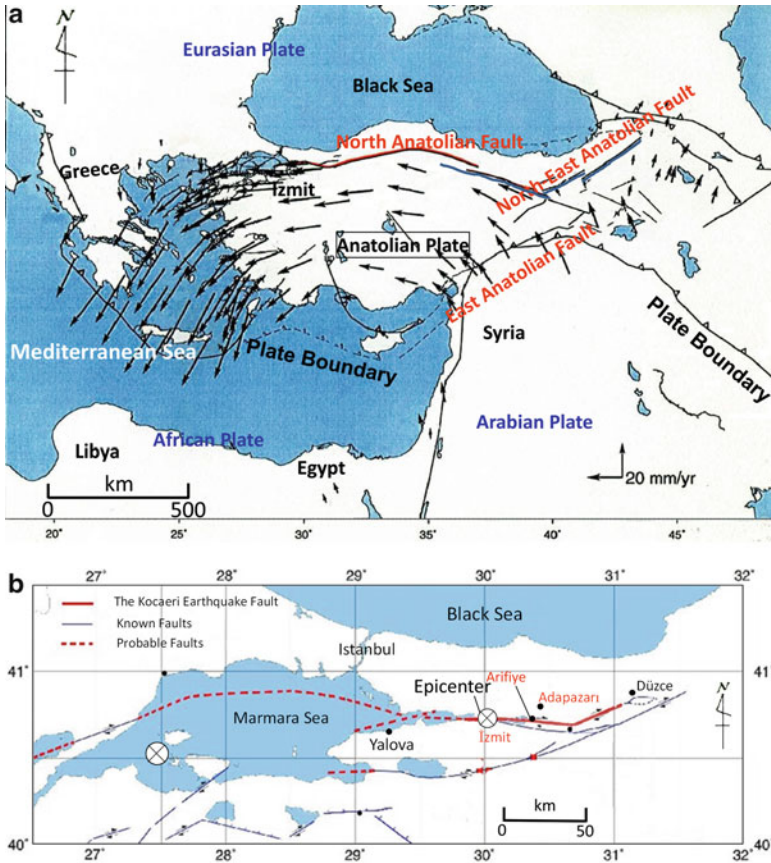 a
N
Eurasian Plate
Black Sea
North Anatolian Fault
North-East Anatolian Fault
Greece
Izmit
Anatolian Plate
East Anatolian Fault
Syria
Mediterranean Sea
Plate Boundary
Plate Boundary
African Plate
Arabian Plate
Libya
Egypt
km
0 500
20 mm/yr
20° 25° 30° 35° 40° 45°
b
27° 28° 29° 30° 31° 32°
The Kocaeri Earthquake Fault
Known Faults
Probable Faults
Black Sea
Istanbul
41° 41°
Epicenter
Arifiye
Adapazarı
Düzce
N
Marmara Sea
Yalova
Izmit
km
0 50
40° 40°
27° 28° 29° 30° 31° 32°